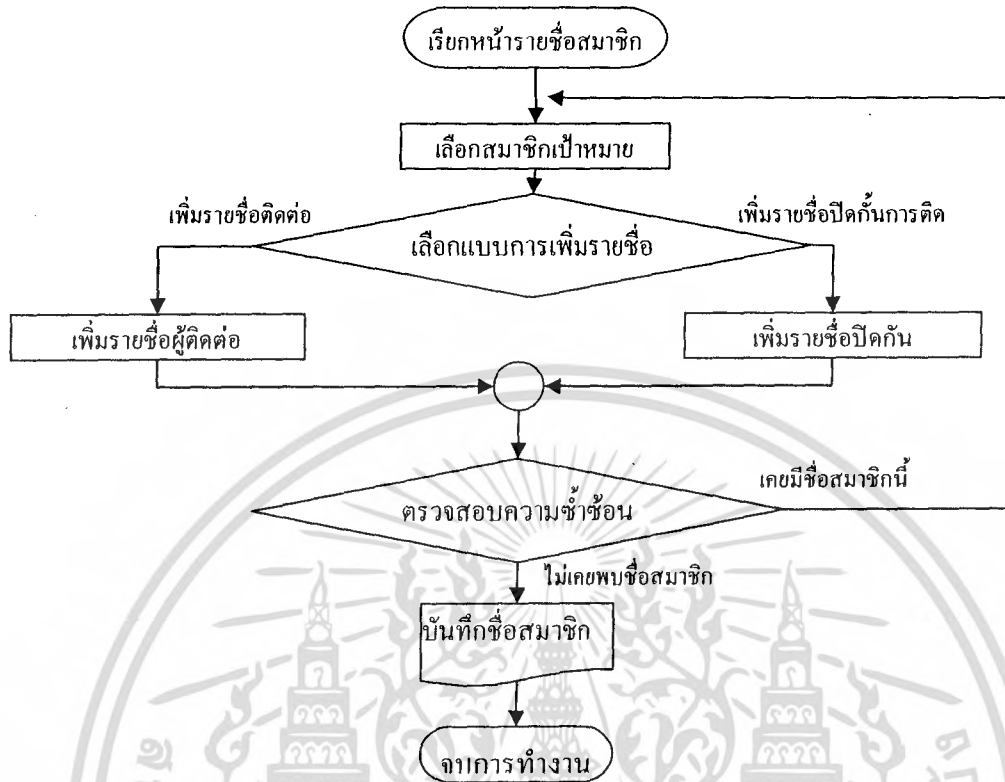 เรียกหน้ารายชื่อสมาชิก
เลือกสมาชิกเป้าหมาย
เพิ่มรายชื่อติดต่อ
เพิ่มรายชื่อปิดกั้นการติด
เลือกแบบการเพิ่มรายชื่อ
เพิ่มรายชื่อผู้ติดต่อ
เพิ่มรายชื่อปิดกั้น
เคยมีชื่อสมาชิกนี้
ตรวจสอบความซ้ำซ้อน
ไม่เคยพบชื่อสมาชิก
บันทึกชื่อสมาชิก
จบการทำงาน